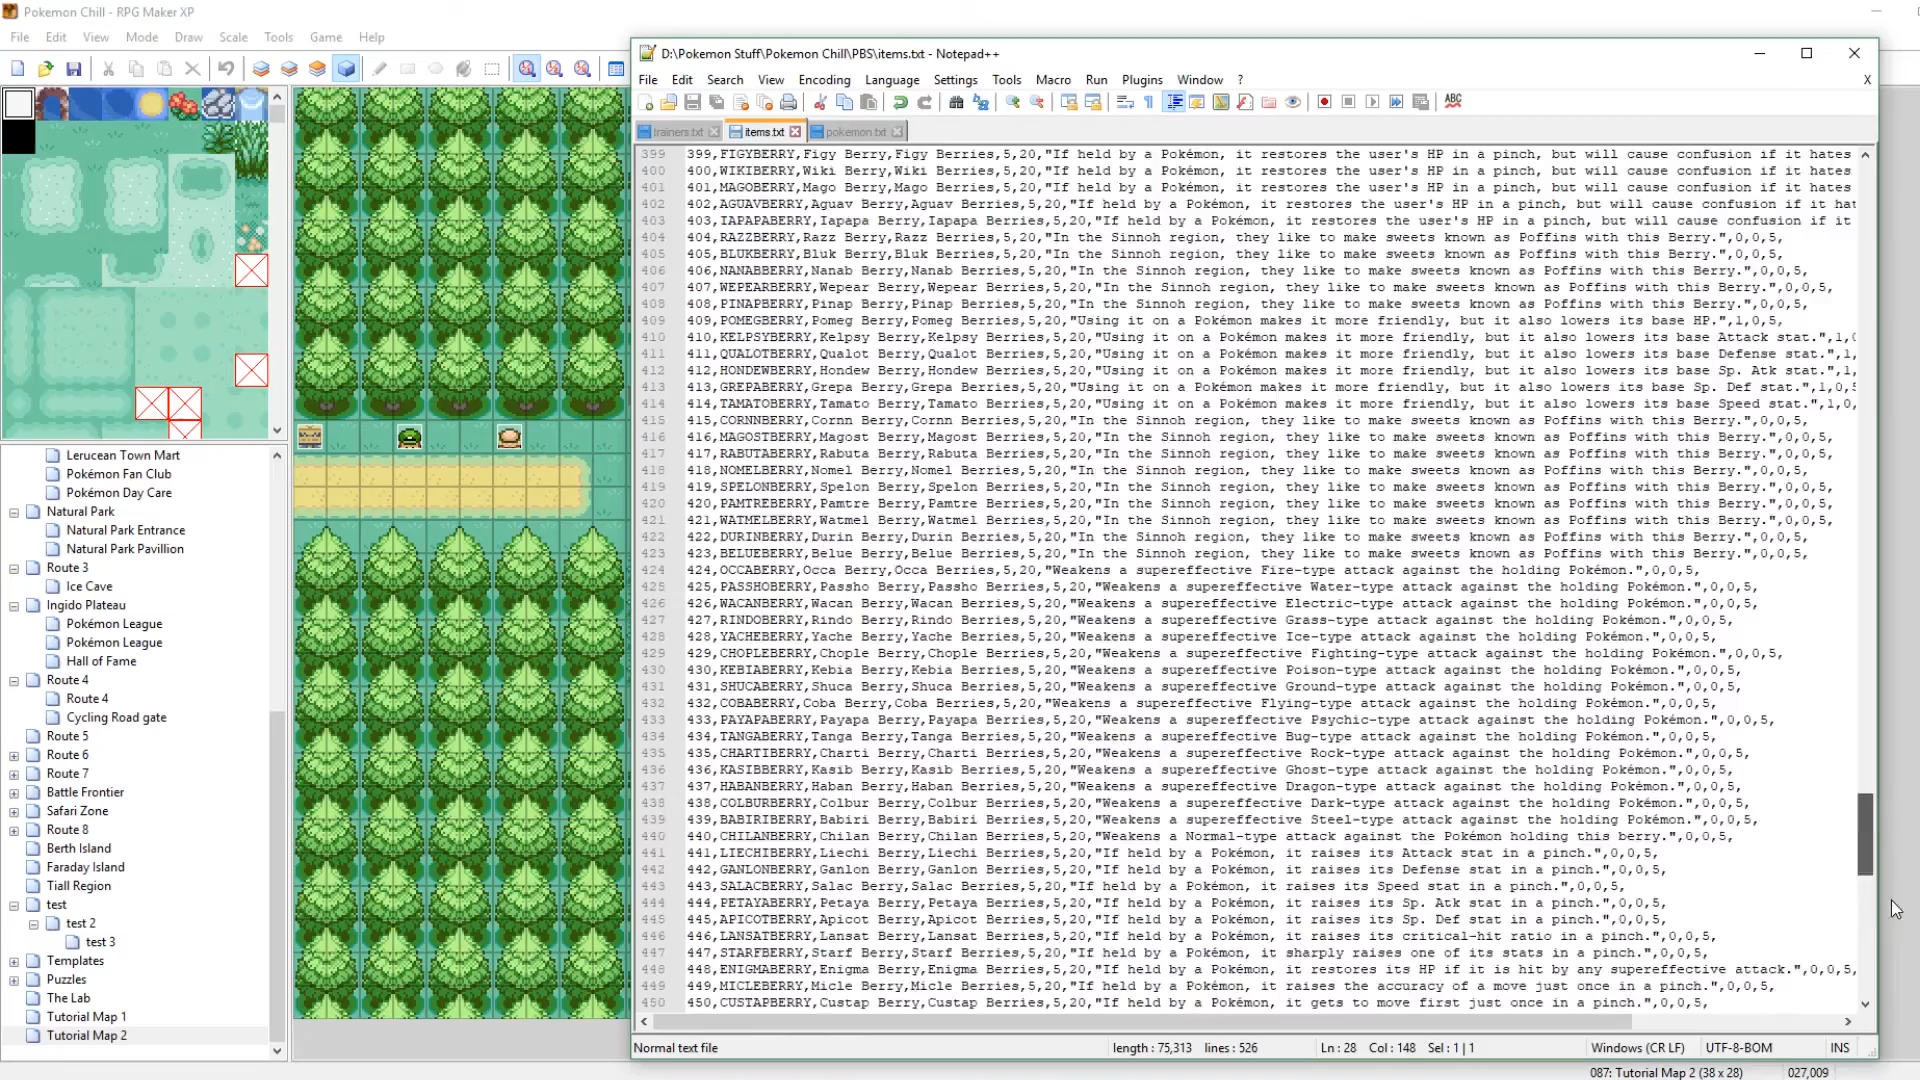 Pokemon Chill - RPG Maker XP
File Edit View Mode Draw Scale Tools Game Help
Lerucean Town Mart
Pokémon Fan Club
Pokémon Day Care
Natural Park
Natural Park Entrance
Natural Park Pavillion
Route 3
Ice Cave
Ingido Plateau
Pokémon League
Pokémon League
Hall of Fame
Route 4
Route 4
Cycling Road gate
Route 5
Route 6
Route 7
Battle Frontier
Safari Zone
Route 8
Berth Island
Faraday Island
Tiall Region
test
test 2
test 3
Templates
Puzzles
The Lab
Tutorial Map 1
Tutorial Map 2
D:\Pokemon Stuff\Pokemon Chill\PBS\items.txt - Notepad++
File Edit Search View Encoding Language Settings Tools Macro Run Plugins Window ? X
ABC
trainers.txt items.txt pokemon.txt
399 399,FIGYBERRY,Figy Berry,Figy Berries,5,20,"If held by a Pokémon, it restores the user's HP in a pinch, but will cause confusion if it hates
400 400,WIKIBERRY,Wiki Berry,Wiki Berries,5,20,"If held by a Pokémon, it restores the user's HP in a pinch, but will cause confusion if it hates
401 401,MAGOBERRY,Mago Berry,Mago Berries,5,20,"If held by a Pokémon, it restores the user's HP in a pinch, but will cause confusion if it hates
402 402,AGUAVBERRY,Aguav Berry,Aguav Berries,5,20,"If held by a Pokémon, it restores the user's HP in a pinch, but will cause confusion if it hat
403 403,IAPAPABERRY,Iapapa Berry,Iapapa Berries,5,20,"If held by a Pokémon, it restores the user's HP in a pinch, but will cause confusion if it
404 404,RAZZBERRY,Razz Berry,Razz Berries,5,20,"In the Sinnoh region, they like to make sweets known as Poffins with this Berry.",0,0,5,
405 405,BLUKBERRY,Bluk Berry,Bluk Berries,5,20,"In the Sinnoh region, they like to make sweets known as Poffins with this Berry.",0,0,5,
406 406,NANABBERRY,Nanab Berry,Nanab Berries,5,20,"In the Sinnoh region, they like to make sweets known as Poffins with this Berry.",0,0,5,
407 407,WEPEARBERRY,Wepear Berry,Wepear Berries,5,20,"In the Sinnoh region, they like to make sweets known as Poffins with this Berry.",0,0,5,
408 408,PINAPBERRY,Pinap Berry,Pinap Berries,5,20,"In the Sinnoh region, they like to make sweets known as Poffins with this Berry.",0,0,5,
409 409,POMEGBERRY,Pomeg Berry,Pomeg Berries,5,20,"Using it on a Pokémon makes it more friendly, but it also lowers its base HP.",1,0,5,
410 410,KELPSYBERRY,Kelpsy Berry,Kelpsy Berries,5,20,"Using it on a Pokémon makes it more friendly, but it also lowers its base Attack stat.",1,0
411 411,QUALOTBERRY,Qualot Berry,Qualot Berries,5,20,"Using it on a Pokémon makes it more friendly, but it also lowers its base Defense stat.",1,
412 412,HONDEWBERRY,Hondew Berry,Hondew Berries,5,20,"Using it on a Pokémon makes it more friendly, but it also lowers its base Sp. Atk stat.",1,
413 413,GREPABERRY,Grepa Berry,Grepa Berries,5,20,"Using it on a Pokémon makes it more friendly, but it also lowers its base Sp. Def stat.",1,0,5
414 414,TAMATOBERRY,Tamato Berry,Tamato Berries,5,20,"Using it on a Pokémon makes it more friendly, but it also lowers its base Speed stat.",1,0,
415 415,CORNNBERRY,Cornn Berry,Cornn Berries,5,20,"In the Sinnoh region, they like to make sweets known as Poffins with this Berry.",0,0,5,
416 416,MAGOSTBERRY,Magost Berry,Magost Berries,5,20,"In the Sinnoh region, they like to make sweets known as Poffins with this Berry.",0,0,5,
417 417,RABUTABERRY,Rabuta Berry,Rabuta Berries,5,20,"In the Sinnoh region, they like to make sweets known as Poffins with this Berry.",0,0,5,
418 418,NOMELBERRY,Nomel Berry,Nomel Berries,5,20,"In the Sinnoh region, they like to make sweets known as Poffins with this Berry.",0,0,5,
419 419,SPELONBERRY,Spelon Berry,Spelon Berries,5,20,"In the Sinnoh region, they like to make sweets known as Poffins with this Berry.",0,0,5,
420 420,PAMTREBERRY,Pamtre Berry,Pamtre Berries,5,20,"In the Sinnoh region, they like to make sweets known as Poffins with this Berry.",0,0,5,
421 421,WATMELBERRY,Watmel Berry,Watmel Berries,5,20,"In the Sinnoh region, they like to make sweets known as Poffins with this Berry.",0,0,5,
422 422,DURINBERRY,Durin Berry,Durin Berries,5,20,"In the Sinnoh region, they like to make sweets known as Poffins with this Berry.",0,0,5,
423 423,BELUEBERRY,Belue Berry,Belue Berries,5,20,"In the Sinnoh region, they like to make sweets known as Poffins with this Berry.",0,0,5,
424 424,OCCABERRY,Occa Berry,Occa Berries,5,20,"Weakens a supereffective Fire-type attack against the holding Pokémon.",0,0,5,
425 425,PASSHOBERRY,Passho Berry,Passho Berries,5,20,"Weakens a supereffective Water-type attack against the holding Pokémon.",0,0,5,
426 426,WACANBERRY,Wacan Berry,Wacan Berries,5,20,"Weakens a supereffective Electric-type attack against the holding Pokémon.",0,0,5,
427 427,RINDOBERRY,Rindo Berry,Rindo Berries,5,20,"Weakens a supereffective Grass-type attack against the holding Pokémon.",0,0,5,
428 428,YACHEBERRY,Yache Berry,Yache Berries,5,20,"Weakens a supereffective Ice-type attack against the holding Pokémon.",0,0,5,
429 429,CHOPLEBERRY,Chople Berry,Chople Berries,5,20,"Weakens a supereffective Fighting-type attack against the holding Pokémon.",0,0,5,
430 430,KEBIABERRY,Kebia Berry,Kebia Berries,5,20,"Weakens a supereffective Poison-type attack against the holding Pokémon.",0,0,5,
431 431,SHUCABERRY,Shuca Berry,Shuca Berries,5,20,"Weakens a supereffective Ground-type attack against the holding Pokémon.",0,0,5,
432 432,COBABERRY,Coba Berry,Coba Berries,5,20,"Weakens a supereffective Flying-type attack against the holding Pokémon.",0,0,5,
433 433,PAYAPABERRY,Payapa Berry,Payapa Berries,5,20,"Weakens a supereffective Psychic-type attack against the holding Pokémon.",0,0,5,
434 434,TANGABERRY,Tanga Berry,Tanga Berries,5,20,"Weakens a supereffective Bug-type attack against the holding Pokémon.",0,0,5,
435 435,CHARTIBERRY,Charti Berry,Charti Berries,5,20,"Weakens a supereffective Rock-type attack against the holding Pokémon.",0,0,5,
436 436,KASIBBERRY,Kasib Berry,Kasib Berries,5,20,"Weakens a supereffective Ghost-type attack against the holding Pokémon.",0,0,5,
437 437,HABANBERRY,Haban Berry,Haban Berries,5,20,"Weakens a supereffective Dragon-type attack against the holding Pokémon.",0,0,5,
438 438,COLBURBERRY,Colbur Berry,Colbur Berries,5,20,"Weakens a supereffective Dark-type attack against the holding Pokémon.",0,0,5,
439 439,BABIRIBERRY,Babiri Berry,Babiri Berries,5,20,"Weakens a supereffective Steel-type attack against the holding Pokémon.",0,0,5,
440 440,CHILANBERRY,Chilan Berry,Chilan Berries,5,20,"Weakens a Normal-type attack against the Pokémon holding this berry.",0,0,5,
441 441,LIECHIBERRY,Liechi Berry,Liechi Berries,5,20,"If held by a Pokémon, it raises its Attack stat in a pinch.",0,0,5,
442 442,GANLONBERRY,Ganlon Berry,Ganlon Berries,5,20,"If held by a Pokémon, it raises its Defense stat in a pinch.",0,0,5,
443 443,SALACBERRY,Salac Berry,Salac Berries,5,20,"If held by a Pokémon, it raises its Speed stat in a pinch.",0,0,5,
444 444,PETAYABERRY,Petaya Berry,Petaya Berries,5,20,"If held by a Pokémon, it raises its Sp. Atk stat in a pinch.",0,0,5,
445 445,APICOTBERRY,Apicot Berry,Apicot Berries,5,20,"If held by a Pokémon, it raises its Sp. Def stat in a pinch.",0,0,5,
446 446,LANSATBERRY,Lansat Berry,Lansat Berries,5,20,"If held by a Pokémon, it raises its critical-hit ratio in a pinch.",0,0,5,
447 447,STARFBERRY,Starf Berry,Starf Berries,5,20,"If held by a Pokémon, it sharply raises one of its stats in a pinch.",0,0,5,
448 448,ENIGMABERRY,Enigma Berry,Enigma Berries,5,20,"If held by a Pokémon, it restores its HP if it is hit by any supereffective attack.",0,0,5,
449 449,MICLEBERRY,Micle Berry,Micle Berries,5,20,"If held by a Pokémon, it raises the accuracy of a move just once in a pinch.",0,0,5,
450 450,CUSTAPBERRY,Custap Berry,Custap Berries,5,20,"If held by a Pokémon, it gets to move first just once in a pinch.",0,0,5,
Normal text file length : 75,313 lines : 526 Ln : 28 Col : 148 Sel : 1 | 1 Windows (CR LF) UTF-8-BOM INS
087: Tutorial Map 2 (38 x 28) 027,009